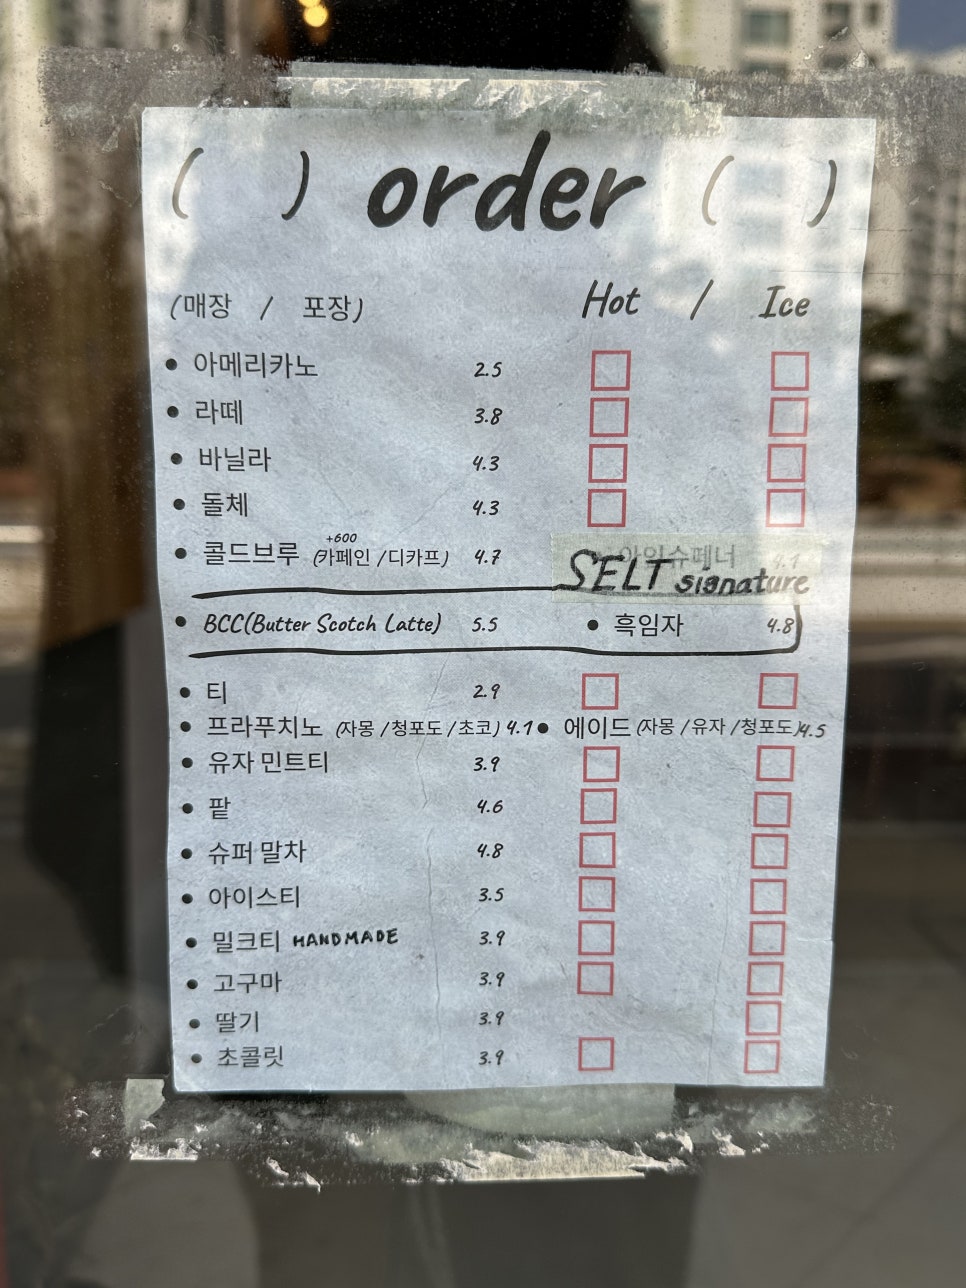 ( ) order ( )
(매장 / 포장) Hot / Ice
• 아메리카노 2.5
• 라떼 3.8
• 바닐라 4.3
• 돌체 4.3
+600
• 콜드브루 (카페인 / 디카프) 4.7 아인슈페너
SELT signature
• BCC(Butter Scotch Latte) 5.5 • 흑임자 4.8
• 티 2.9
• 프라푸치노 (자몽 / 청포도 / 초코) 4.1 • 에이드 (자몽 / 유자 / 청포도) 4.5
• 유자 민트티 3.9
• 팥 4.6
• 슈퍼 말차 4.8
• 아이스티 3.5
• 밀크티 HANDMADE 3.9
• 고구마 3.9
• 딸기 3.9
• 초콜릿 3.9